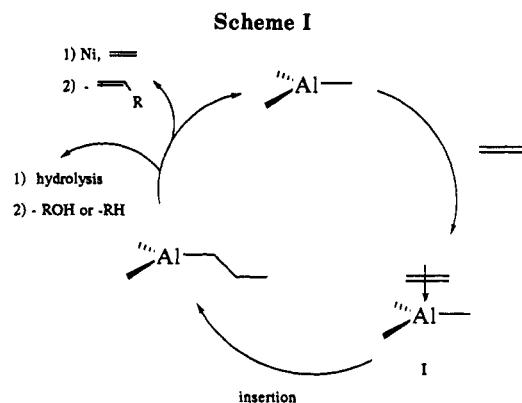 Scheme I
1) Ni,
2) -
R
Al
1) hydrolysis
2) - ROH or -RH
Al
Al
I
insertion